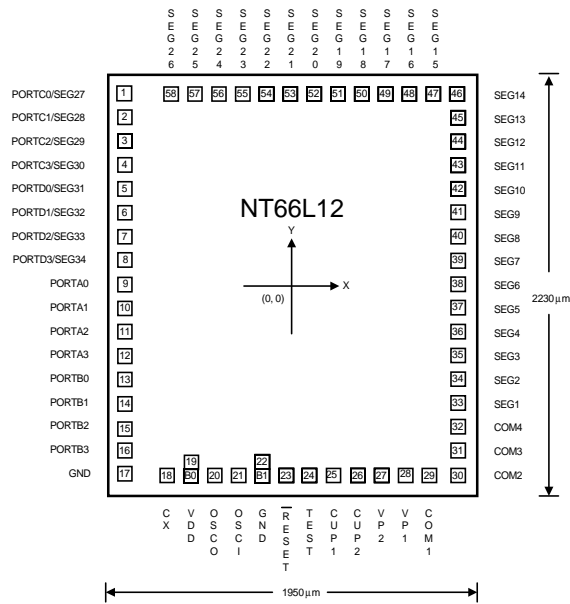 SEG26 SEG25 SEG24 SEG23 SEG22 SEG21 SEG20 SEG19 SEG18 SEG17 SEG16 SEG15
PORTC0/SEG27 1 58 57 56 55 54 53 52 51 50 49 48 47 46 SEG14
PORTC1/SEG28 2 45 SEG13
PORTC2/SEG29 3 44 SEG12
PORTC3/SEG30 4 43 SEG11
PORTD0/SEG31 5 42 SEG10
PORTD1/SEG32 6 NT66L12 41 SEG9
PORTD2/SEG33 7 Y 40 SEG8
PORTD3/SEG34 8 39 SEG7
PORTA0 9 X 38 SEG6
(0, 0) 2230μm
PORTA1 10 37 SEG5
PORTA2 11 36 SEG4
PORTA3 12 35 SEG3
PORTB0 13 34 SEG2
PORTB1 14 33 SEG1
PORTB2 15 32 COM4
PORTB3 16 19 22 31 COM3
GND 17 18 B0 20 21 B1 23 24 25 26 27 28 29 30 COM2
CX VDD OSCO OSCI GND RESET TEST CUP1 CUP2 VP2 VP1 COM1
1950μm